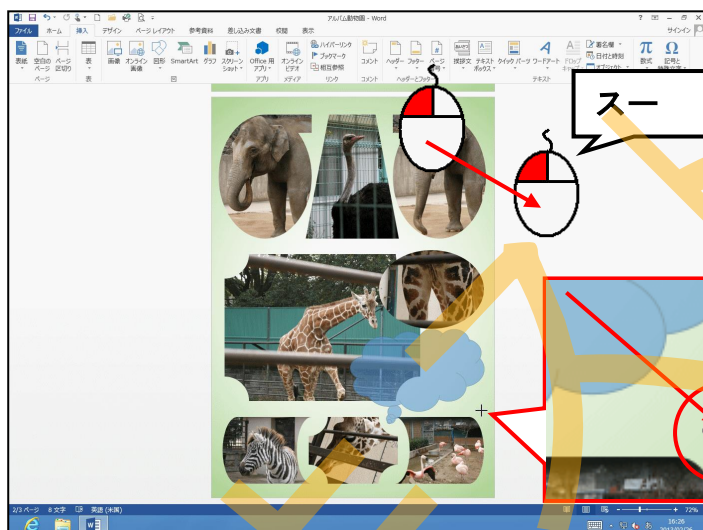 アルバム動物園 - Word
サインイン
ファイル ホーム 挿入 デザイン ページ レイアウト 参考資料 差し込み文書 校閲 表示
表紙 空白のページ ページ区切り 表 画像 オンライン画像 図形 SmartArt グラフ スクリーンショット Office 用アプリ オンラインビデオ
ハイパーリンク
ブックマーク
相互参照
コメント ヘッダー フッター ページ番号 挨拶文 テキストボックス クイック パーツ ワードアート ドロップキャップ
署名欄
日付と時刻
オブジェクト
数式 記号と特殊文字
ページ 表 図 アプリ メディア リンク コメント ヘッダーとフッター テキスト
スー
2/3 ページ 8 文字 英語 (米国)
72%
16:26